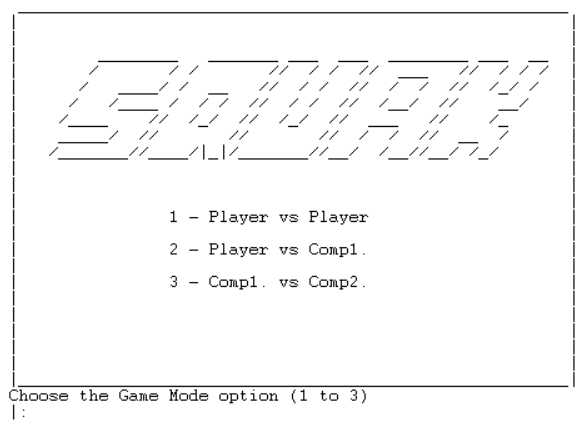 SQUAX
1 - Player vs Player
2 - Player vs Comp1.
3 - Comp1. vs Comp2.
Choose the Game Mode option (1 to 3)
|: